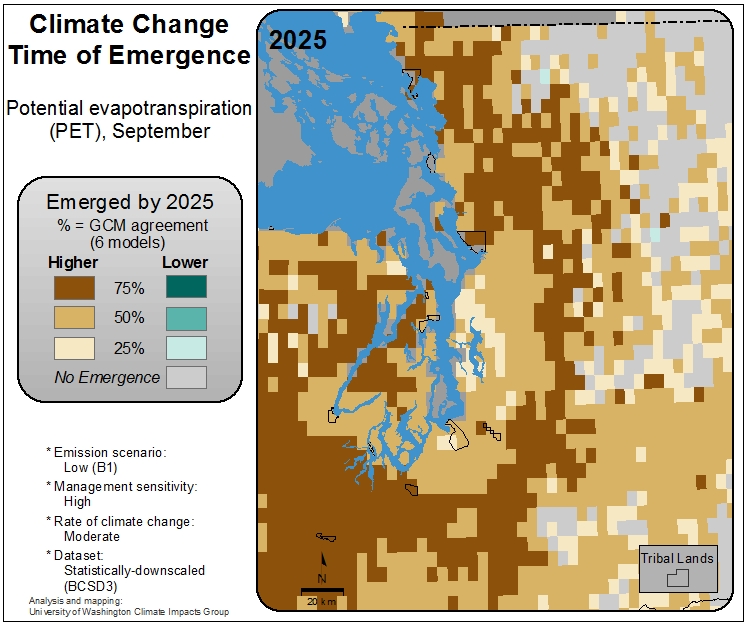 Climate Change
Time of Emergence
Potential evapotranspiration
(PET), September
Emerged by 2025
% = GCM agreement
(6 models)
Higher Lower
75%
50%
25%
No Emergence
* Emission scenario:
Low (B1)
* Management sensitivity:
High
* Rate of climate change:
Moderate
* Dataset:
Statistically-downscaled
(BCSD3)
Analysis and mapping:
University of Washington Climate Impacts Group
2025
N
20 km
Tribal Lands